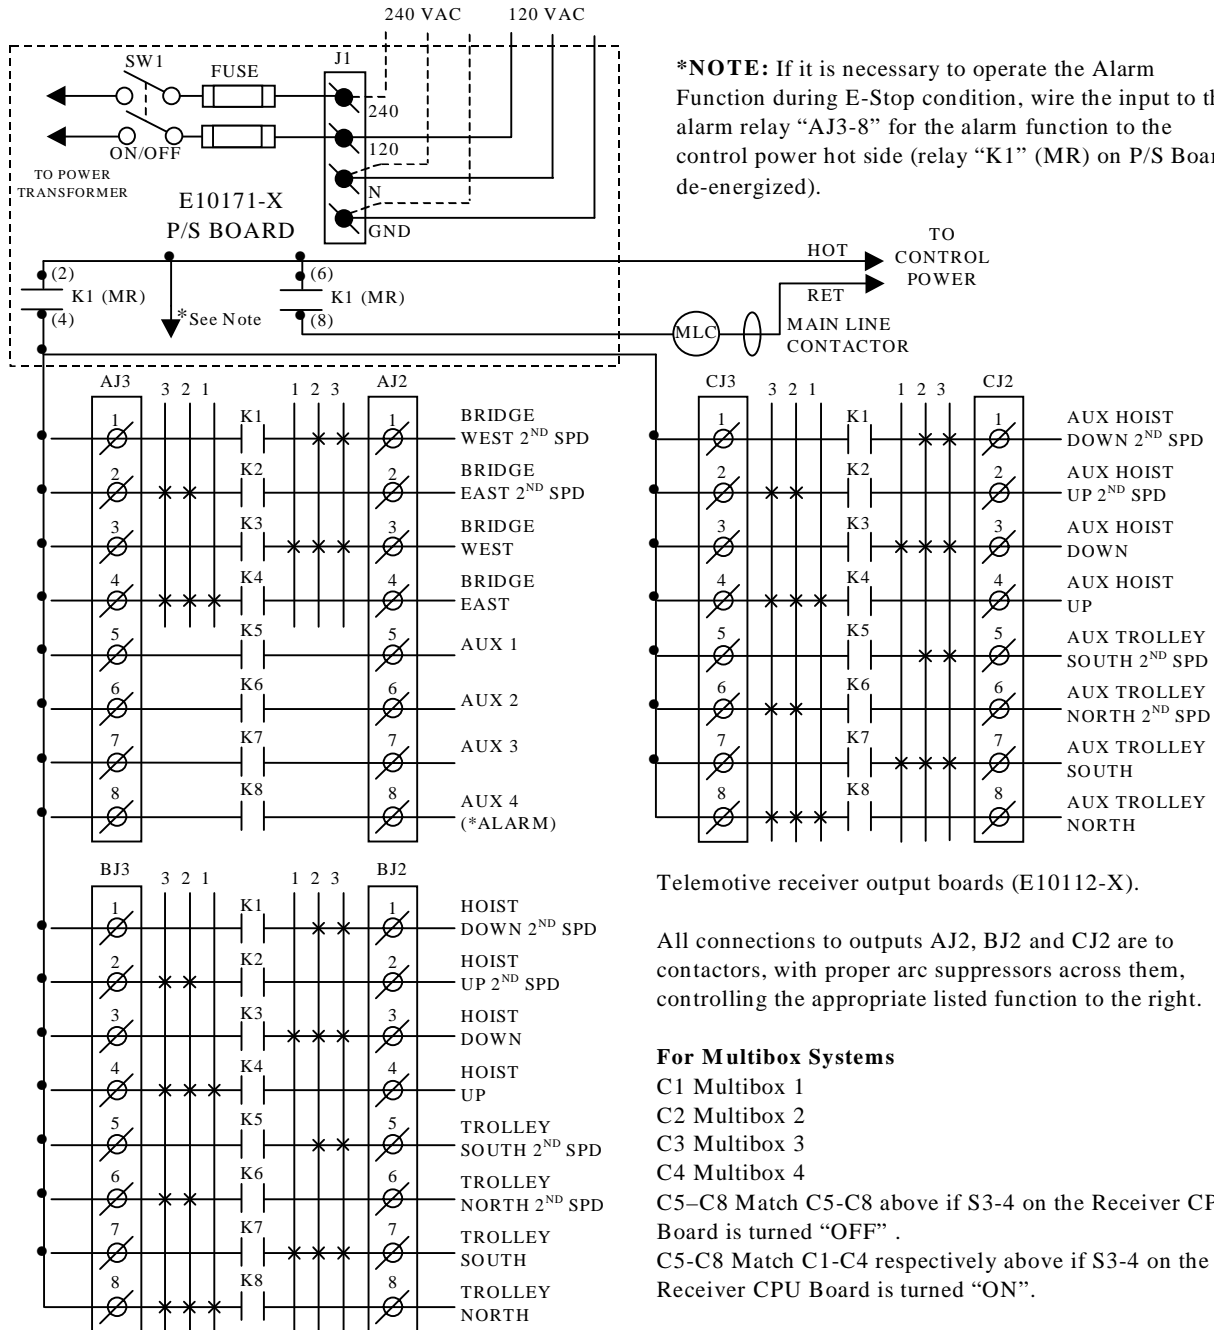 240 VAC 120 VAC
SW1 FUSE J1
240
120
N
GND
ON/OFF
TO POWER
TRANSFORMER
E10171-X
P/S BOARD
*NOTE: If it is necessary to operate the Alarm
Function during E-Stop condition, wire the input to th
alarm relay “AJ3-8” for the alarm function to the
control power hot side (relay “K1” (MR) on P/S Boar
de-energized).
HOT
RET
TO
CONTROL
POWER
(2)
K1 (MR)
(4)
*See Note
(6)
K1 (MR)
(8)
MLC
MAIN LINE
CONTACTOR
AJ3 3 2 1 1 2 3 AJ2
1 K1 1 BRIDGE
WEST 2ND SPD
2 K2 2 BRIDGE
EAST 2ND SPD
3 K3 3 BRIDGE
WEST
4 K4 4 BRIDGE
EAST
5 K5 5 AUX 1
6 K6 6 AUX 2
7 K7 7 AUX 3
8 K8 8 AUX 4
(*ALARM)
CJ3 3 2 1 1 2 3 CJ2
1 K1 1 AUX HOIST
DOWN 2ND SPD
2 K2 2 AUX HOIST
UP 2ND SPD
3 K3 3 AUX HOIST
DOWN
4 K4 4 AUX HOIST
UP
5 K5 5 AUX TROLLEY
SOUTH 2ND SPD
6 K6 6 AUX TROLLEY
NORTH 2ND SPD
7 K7 7 AUX TROLLEY
SOUTH
8 K8 8 AUX TROLLEY
NORTH
BJ3 3 2 1 1 2 3 BJ2
1 K1 1 HOIST
DOWN 2ND SPD
2 K2 2 HOIST
UP 2ND SPD
3 K3 3 HOIST
DOWN
4 K4 4 HOIST
UP
5 K5 5 TROLLEY
SOUTH 2ND SPD
6 K6 6 TROLLEY
NORTH 2ND SPD
7 K7 7 TROLLEY
SOUTH
8 K8 8 TROLLEY
NORTH
Telemotive receiver output boards (E10112-X).
All connections to outputs AJ2, BJ2 and CJ2 are to
contactors, with proper arc suppressors across them,
controlling the appropriate listed function to the right.
For Multibox Systems
C1 Multibox 1
C2 Multibox 2
C3 Multibox 3
C4 Multibox 4
C5–C8 Match C5-C8 above if S3-4 on the Receiver CP
Board is turned “OFF” .
C5-C8 Match C1-C4 respectively above if S3-4 on the
Receiver CPU Board is turned “ON”.